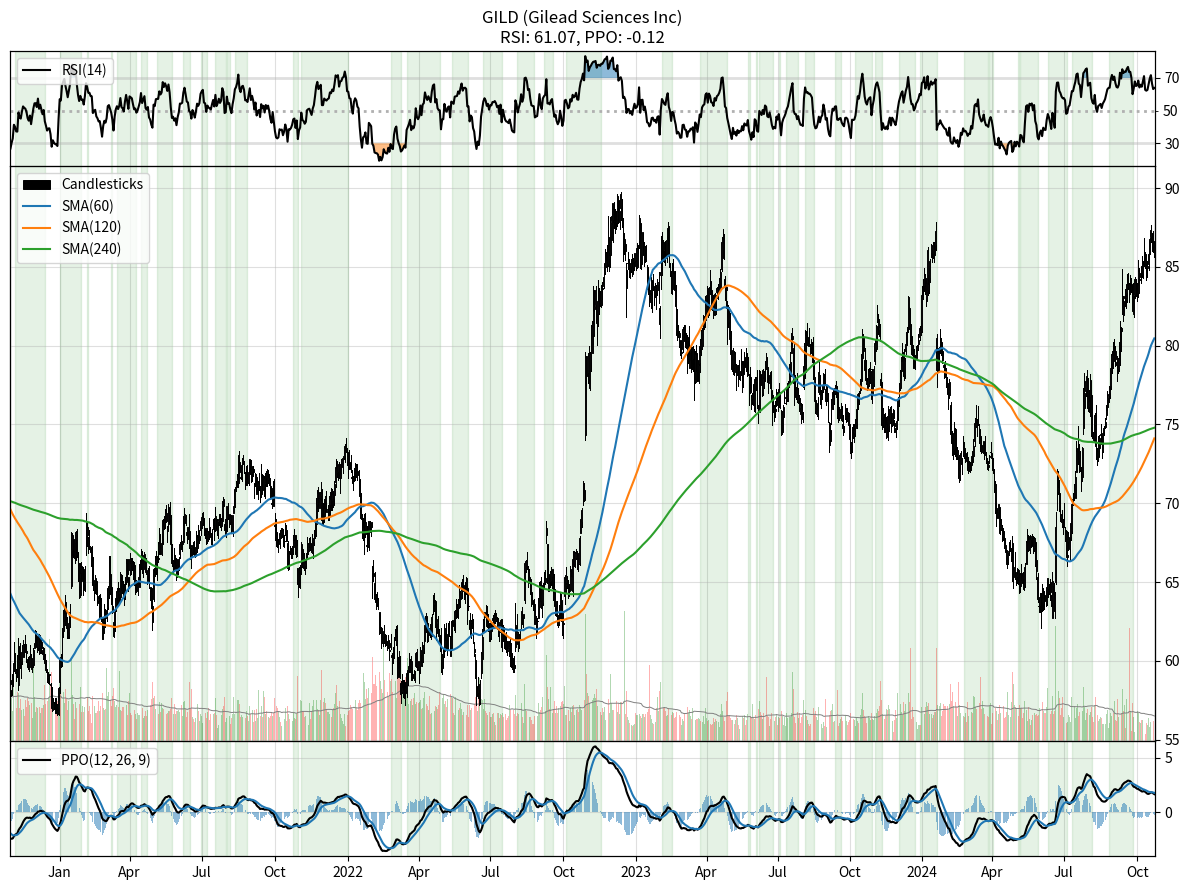 GILD (Gilead Sciences Inc)
RSI: 61.07, PPO: -0.12
RSI(14)
70
50
30
Candlesticks
SMA(60)
SMA(120)
SMA(240)
90
85
80
75
70
65
60
55
PPO(12, 26, 9)
5
0
Jan Apr Jul Oct 2022 Apr Jul Oct 2023 Apr Jul Oct 2024 Apr Jul Oct